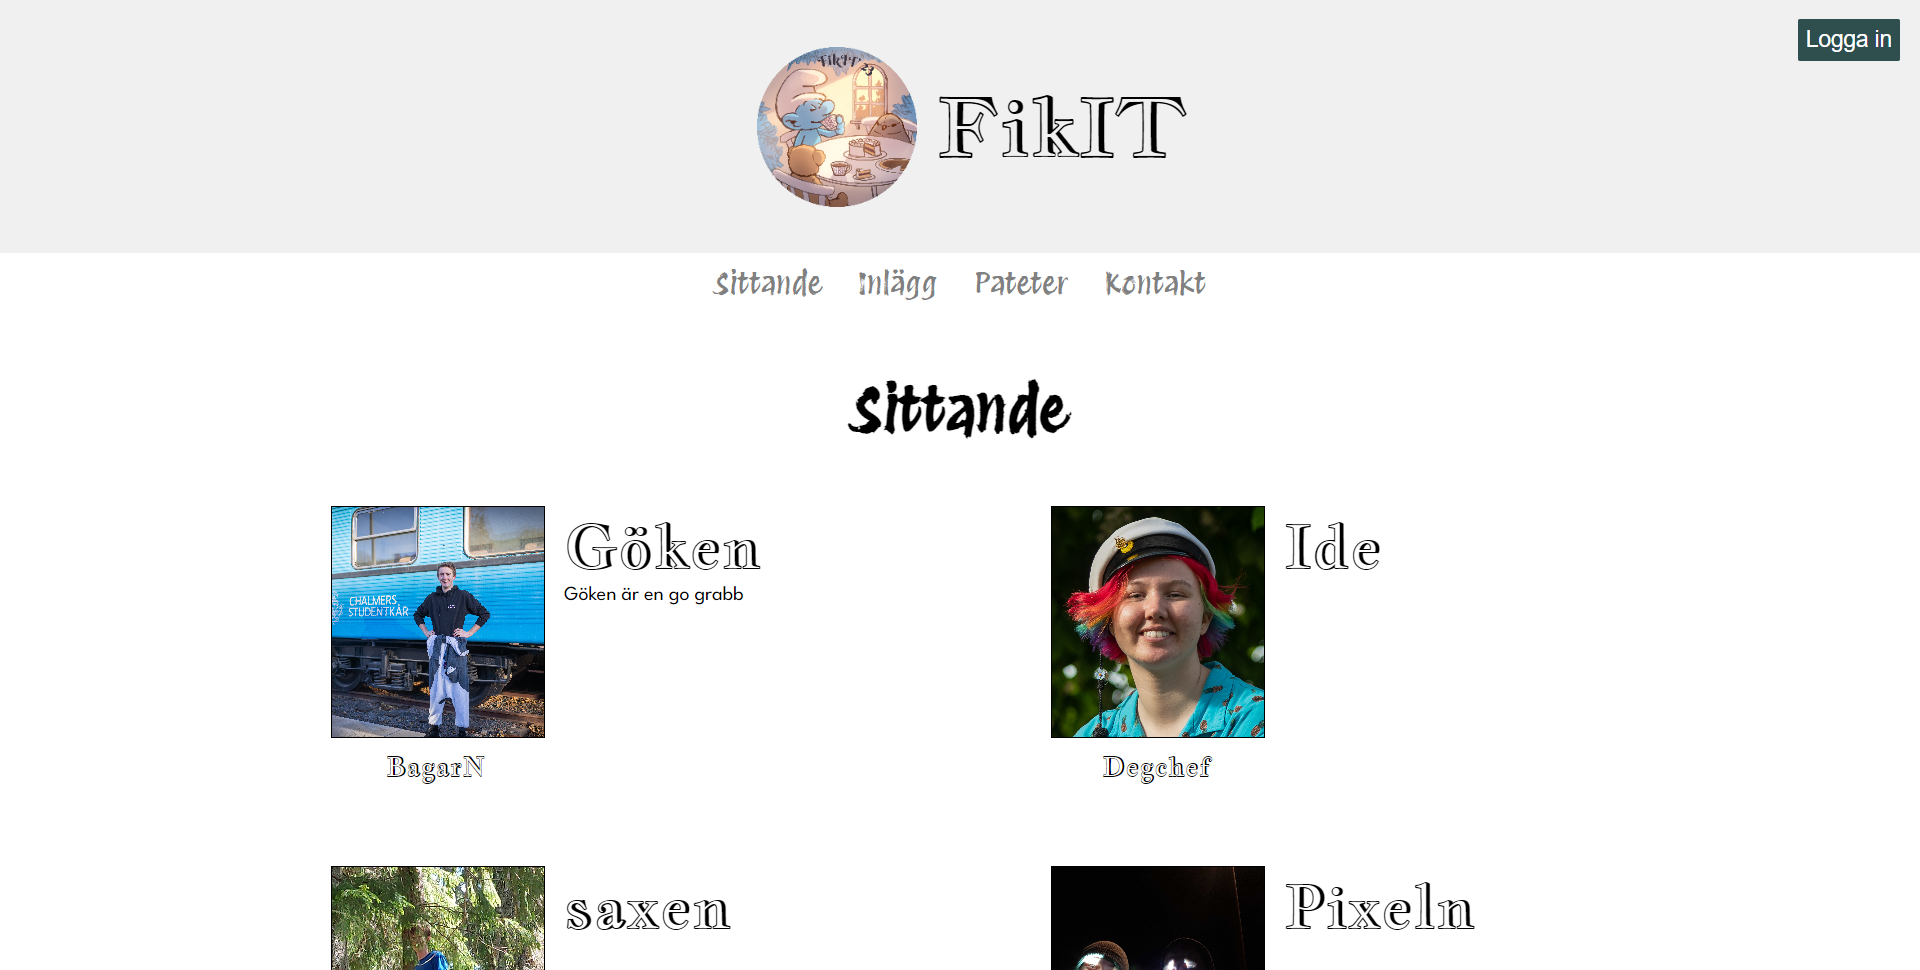 Logga in
FikIT
FikIT
Sittande Inlägg Pateter Kontakt
Sittande
Göken
Göken är en go grabb
CHALMERS
STUDENTKÅR
BagarN
Ide
Degchef
saxen
Pixeln